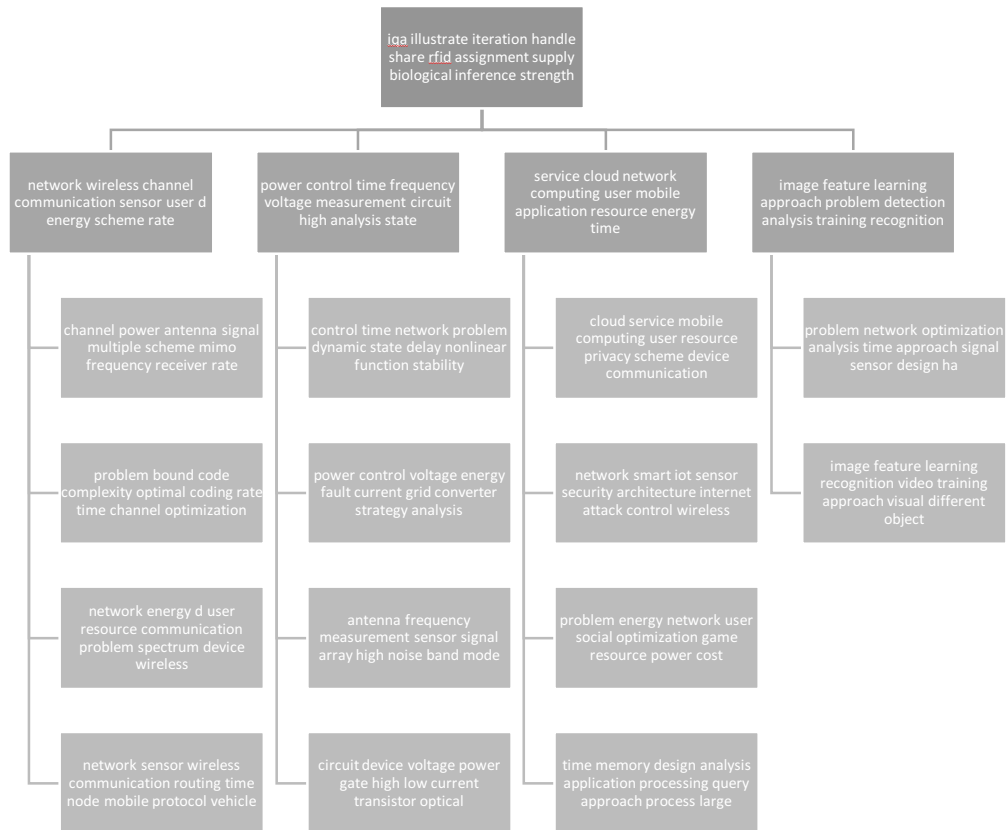 iqa illustrate iteration handle
share rfid assignment supply
biological inference strength
network wireless channel
communication sensor user d
energy scheme rate
power control time frequency
voltage measurement circuit
high analysis state
service cloud network
computing user mobile
application resource energy
time
image feature learning
approach problem detection
analysis training recognition
channel power antenna signal
multiple scheme mimo
frequency receiver rate
control time network problem
dynamic state delay nonlinear
function stability
cloud service mobile
computing user resource
privacy scheme device
communication
problem network optimization
analysis time approach signal
sensor design ha
problem bound code
complexity optimal coding rate
time channel optimization
power control voltage energy
fault current grid converter
strategy analysis
network smart iot sensor
security architecture internet
attack control wireless
image feature learning
recognition video training
approach visual different
object
network energy d user
resource communication
problem spectrum device
wireless
antenna frequency
measurement sensor signal
array high noise band mode
problem energy network user
social optimization game
resource power cost
network sensor wireless
communication routing time
node mobile protocol vehicle
circuit device voltage power
gate high low current
transistor optical
time memory design analysis
application processing query
approach process large